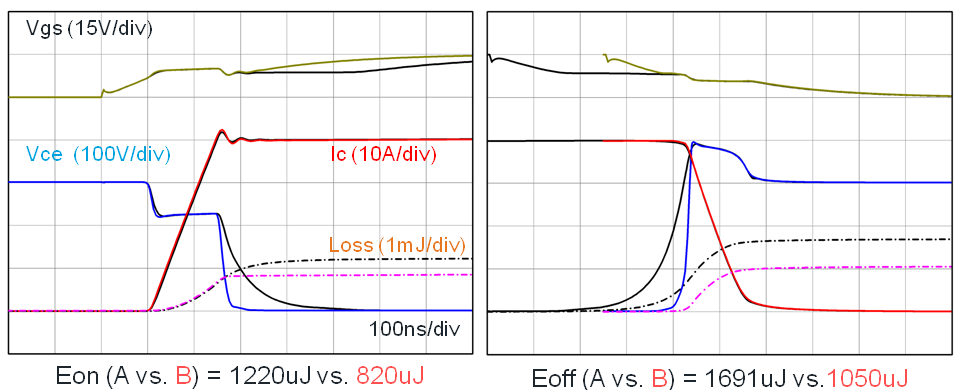 Vgs (15V/div)
Vce (100V/div)
Ic (10A/div)
Loss (1mJ/div)
100ns/div
Eon (A vs. B) = 1220uJ vs. 820uJ
Eoff (A vs. B) = 1691uJ vs.1050uJ